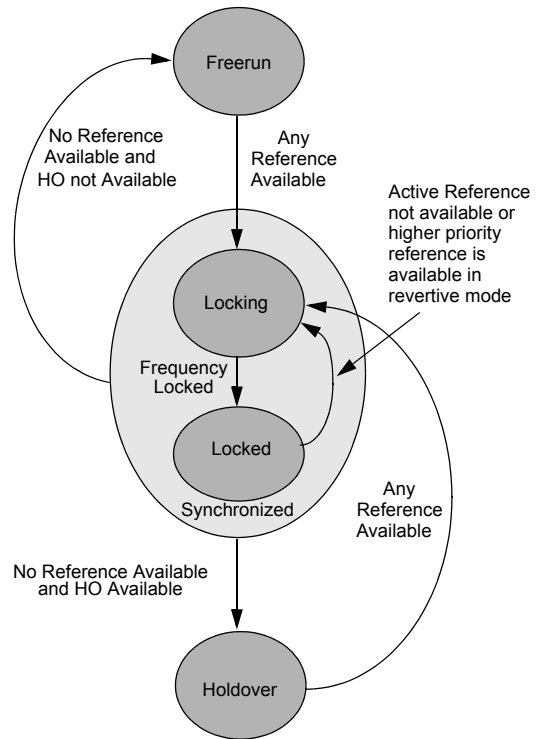 Freerun
No Reference
Available and
HO not Available
Any
Reference
Available
Active Reference
not available or
higher priority
reference is
available in
revertive mode
Locking
Frequency
Locked
Locked
Synchronized
Any
Reference
Available
No Reference Available
and HO Available
Holdover